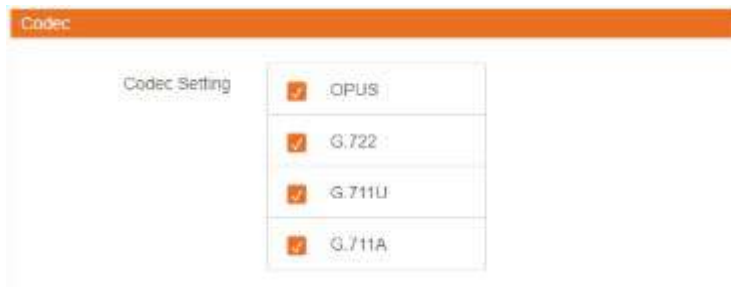 Codec
Codec Setting
OPUS
G.722
G.711U
G.711A